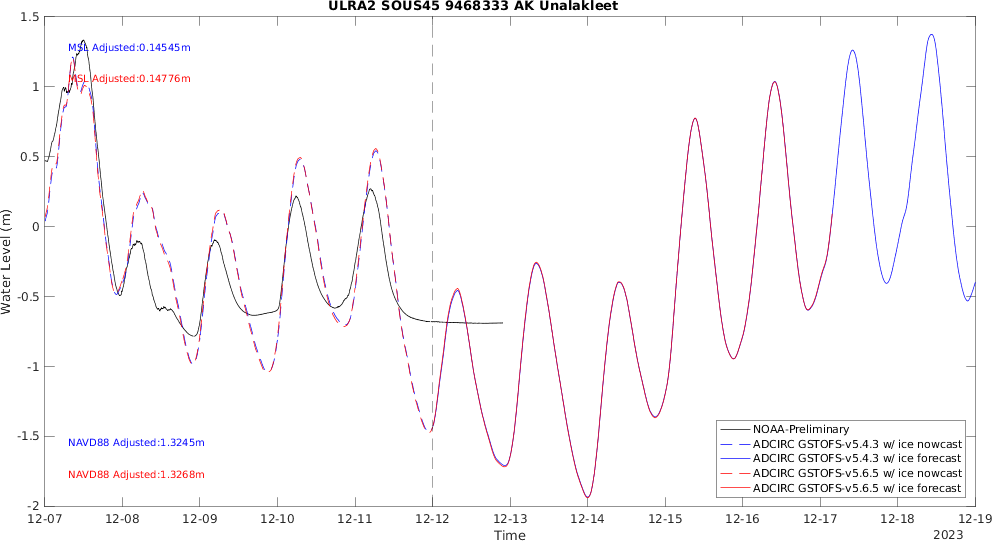 ULRA2 SOUS45 9468333 AK Unalakleet
1.5
MSL Adjusted:0.14545m
MSL Adjusted:0.14776m
1
0.5
0
Water Level (m)
-0.5
-1
-1.5
-2
NAVD88 Adjusted:1.3245m
NAVD88 Adjusted:1.3268m
NOAA-Preliminary
ADCIRC GSTOFS-v5.4.3 w/ ice nowcast
ADCIRC GSTOFS-v5.4.3 w/ ice forecast
ADCIRC GSTOFS-v5.6.5 w/ ice nowcast
ADCIRC GSTOFS-v5.6.5 w/ ice forecast
12-07 12-08 12-09 12-10 12-11 12-12 12-13 12-14 12-15 12-16 12-17 12-18 12-19
Time
2023